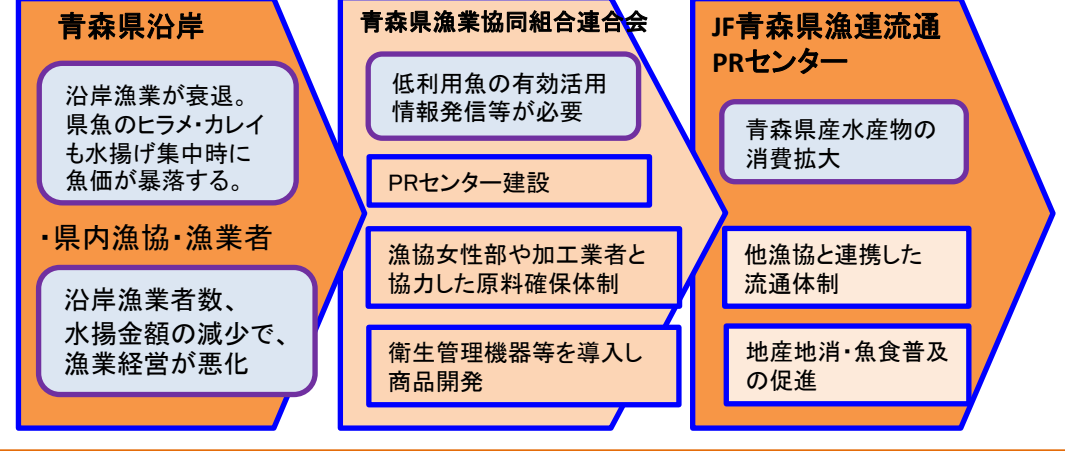 青森県沿岸
沿岸漁業が衰退。
県魚のヒラメ・カレイ
も水揚げ集中時に
魚価が暴落する。
・県内漁協・漁業者
沿岸漁業者数、
水揚金額の減少で、
漁業経営が悪化
青森県漁業協同組合連合会
低利用魚の有効活用
情報発信等が必要
PRセンター建設
漁協女性部や加工業者と
協力した原料確保体制
衛生管理機器等を導入し
商品開発
JF青森県漁連流通
PRセンター
青森県産水産物の
消費拡大
他漁協と連携した
流通体制
地産地消・魚食普及
の促進